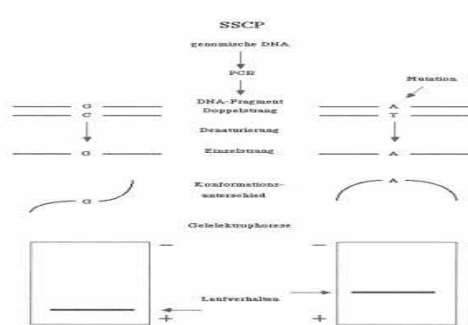 SSCP
genomische DNA
PCR
Mutation
G
C
DNA-Fragment
Doppelstrang
A
T
Denaturierung
G
Einzelstrang
A
G
Konformations-
unterschied
A
Gelelektrophorese
−
−
Laufverhalten
+
+